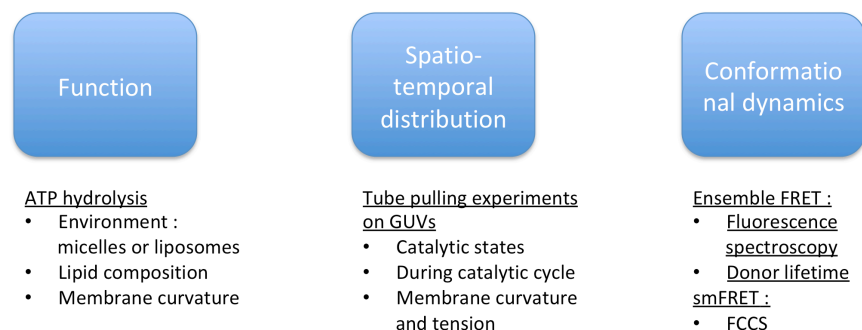 Function
Spatio-
temporal
distribution
Conformatio
nal dynamics
ATP hydrolysis
• Environment :
micelles or liposomes
• Lipid composition
• Membrane curvature
Tube pulling experiments
on GUVs
• Catalytic states
• During catalytic cycle
• Membrane curvature
and tension
Ensemble FRET :
• Fluorescence
spectroscopy
• Donor lifetime
smFRET :
• FCCS